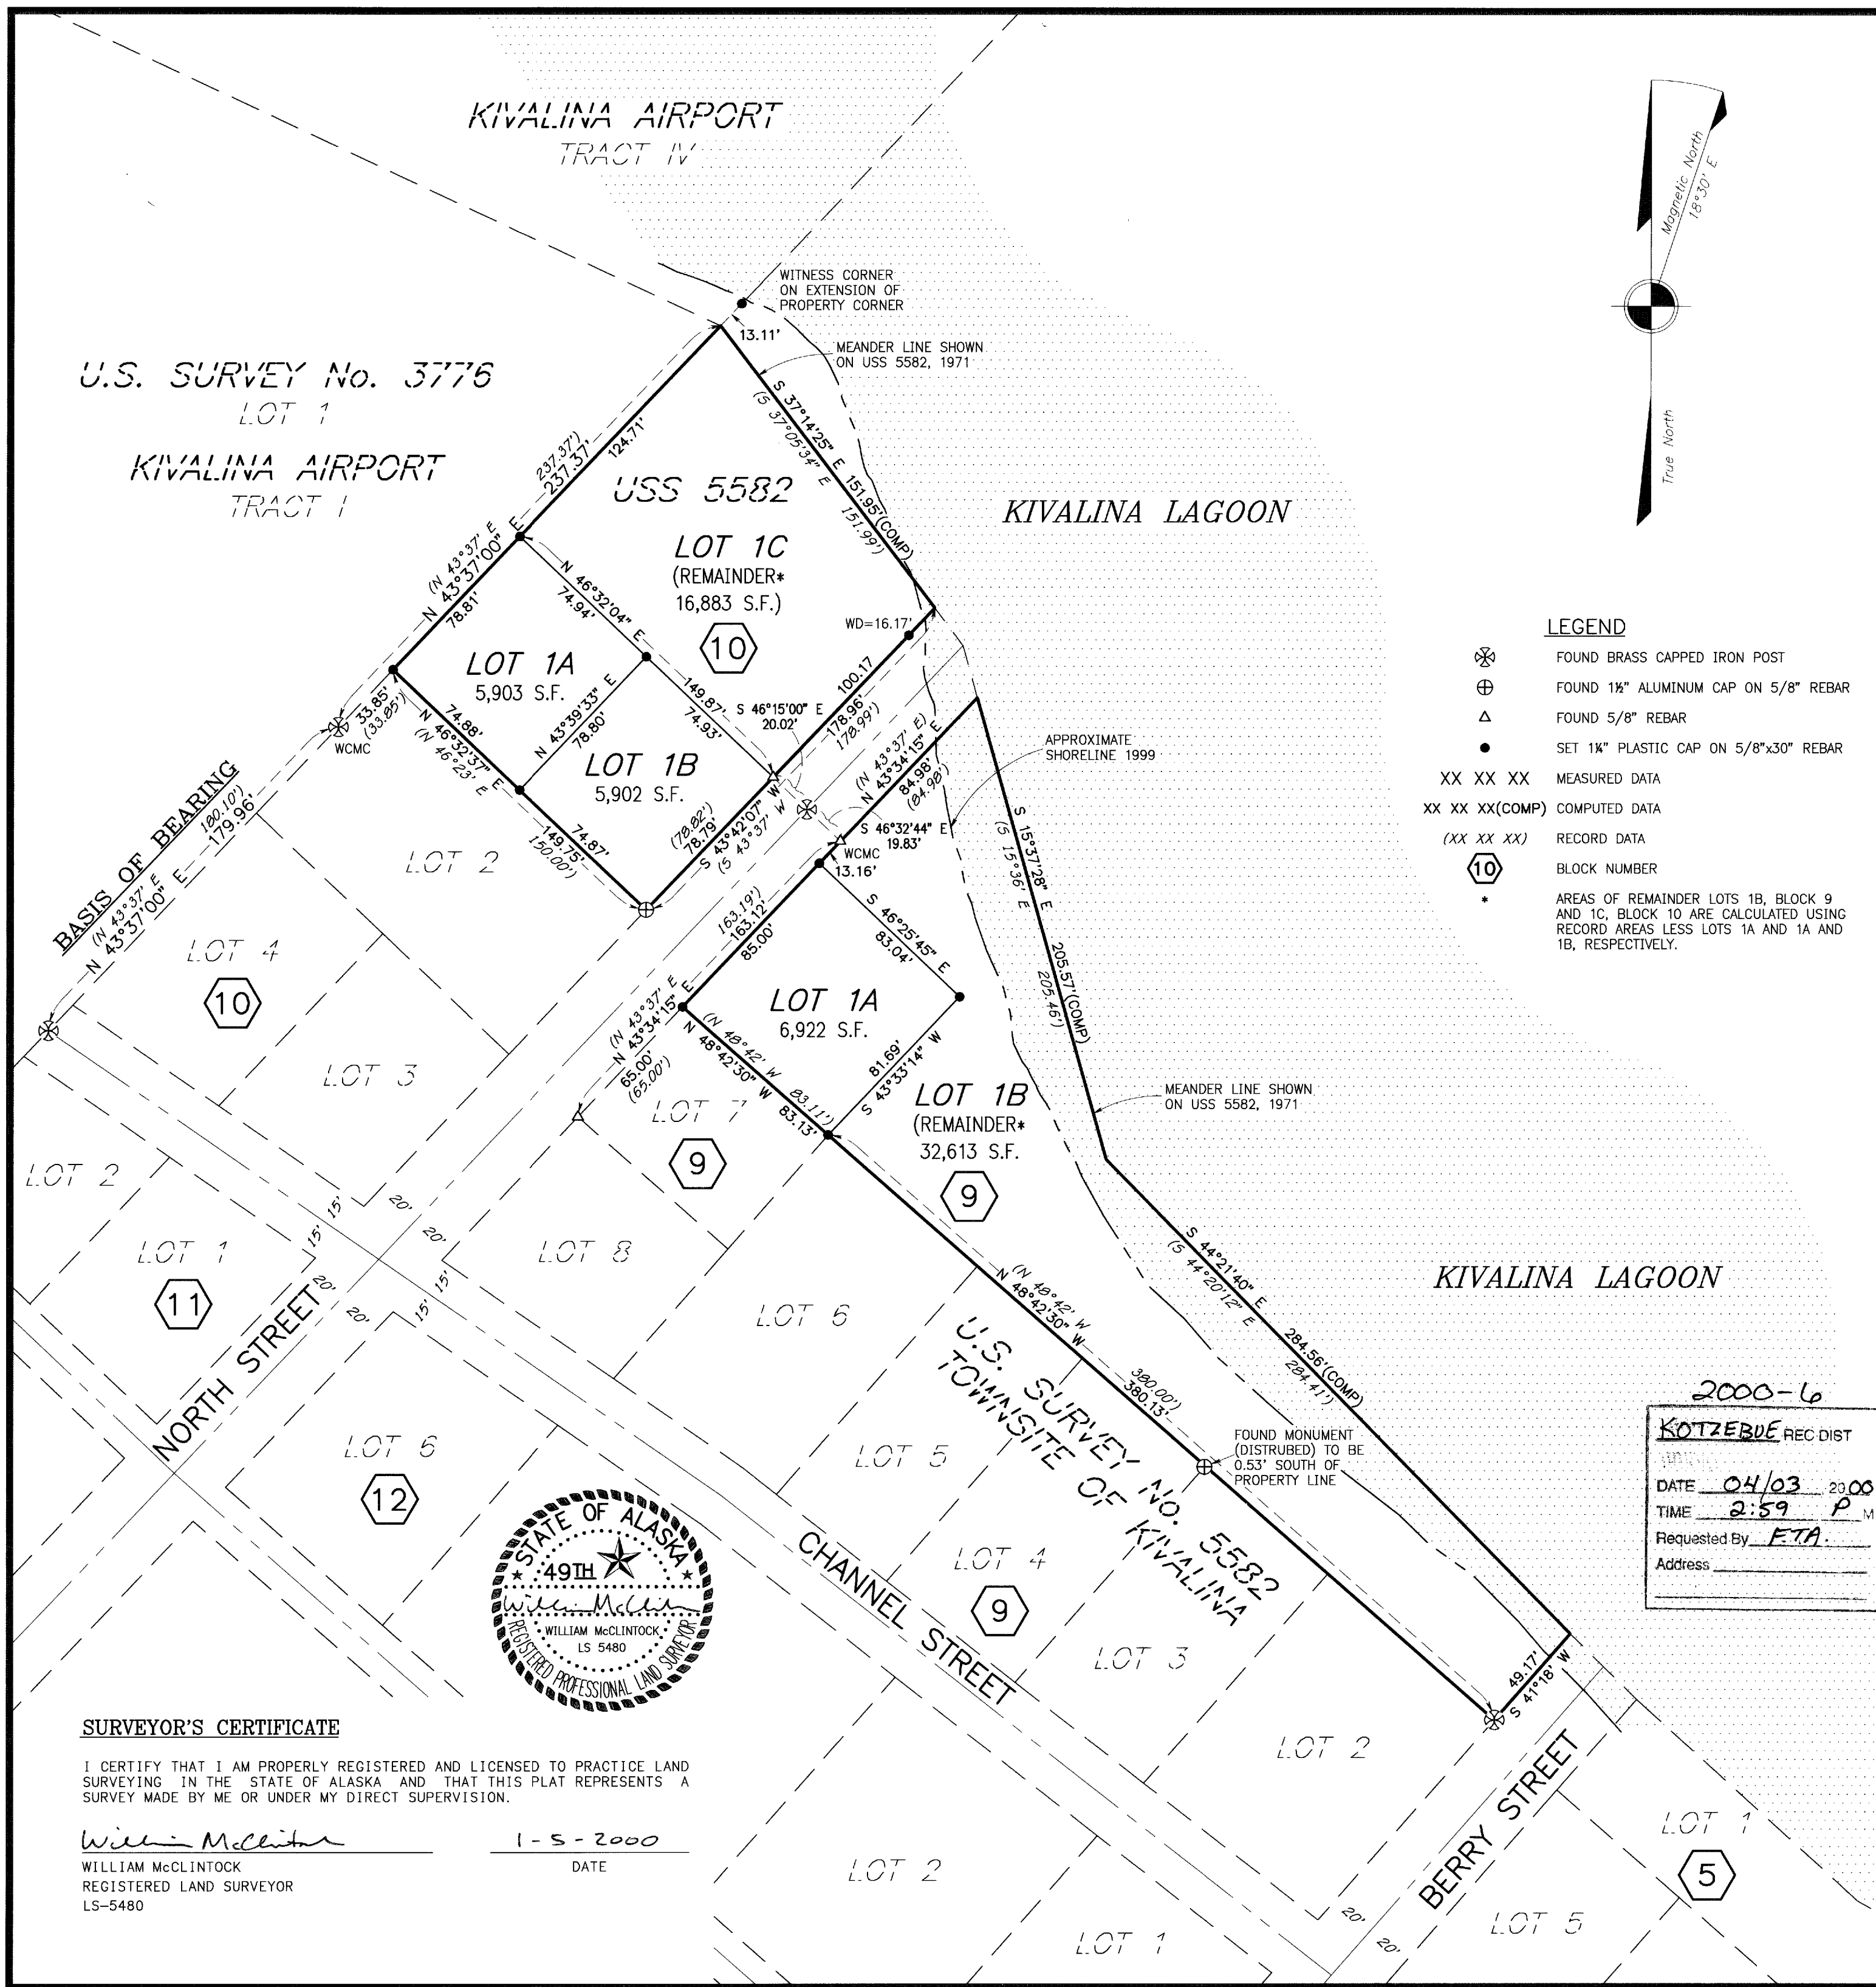 KIVALINA AIRPORT
TRACT IV
Magnetic North
18°30' E
True North
WITNESS CORNER
ON EXTENSION OF
PROPERTY CORNER
13.11'
MEANDER LINE SHOWN
ON USS 5582, 1971
U.S. SURVEY No. 3776
LOT 1
KIVALINA AIRPORT
TRACT I
S 37°14'25" E 151.95'(COMP)
(S 37°05'34" E 151.99')
237.37')
237.37'
124.71'
(N 43°37' E
N 43°37'00" E
78.81'
USS 5582
LOT 1C
(REMAINDER*
16,883 S.F.)
10
KIVALINA LAGOON
N 46°32'04" E
74.94'
WD=16.17'
LOT 1A
5,903 S.F.
33.85'
(33.85')
WCMC
74.88'
N 46°32'37" E
(N 46°23' E
N 43°39'33" E
78.80'
149.87'
74.93'
S 46°15'00" E
20.02'
100.17
178.96'
178.99')
LOT 1B
5,902 S.F.
74.87'
149.75'
150.00')
(78.82')
78.79'
S 43°42'07" W
(S 43°37' W
(N 43°37' E)
N 43°34'15" E
84.98'
(84.98')
APPROXIMATE
SHORELINE 1999
S 46°32'44" E
19.83'
WCMC
13.16'
LEGEND
FOUND BRASS CAPPED IRON POST
FOUND 1½" ALUMINUM CAP ON 5/8" REBAR
FOUND 5/8" REBAR
SET 1¼" PLASTIC CAP ON 5/8"x30" REBAR
XX XX XX MEASURED DATA
XX XX XX(COMP) COMPUTED DATA
(XX XX XX) RECORD DATA
10 BLOCK NUMBER
* AREAS OF REMAINDER LOTS 1B, BLOCK 9
AND 1C, BLOCK 10 ARE CALCULATED USING
RECORD AREAS LESS LOTS 1A AND 1A AND
1B, RESPECTIVELY.
BASIS OF BEARING
(N 43°37' E 180.10')
N 43°37'00" E 179.96'
LOT 2
LOT 4
10
LOT 3
163.19')
163.12'
85.00'
(N 43°37' E
N 43°34'15" E
65.00'
(65.00')
S 46°25'45" E
83.04'
LOT 1A
6,922 S.F.
S 15°37'28" E 205.57'(COMP)
(S 15°36' E 205.46')
(N 48°42' W 83.11')
N 48°42'30" W 83.13'
81.69'
S 43°33'14" W
LOT 1B
(REMAINDER*
32,613 S.F.
9
MEANDER LINE SHOWN
ON USS 5582, 1971
LOT 7
9
LOT 2
LOT 1
11
15' 15'
20'
20'
20'
20'
15' 15'
LOT 8
LOT 6
NORTH STREET
LOT 6
12
LOT 5
(N 48°42' W 380.00')
N 48°42'30" W 380.13'
U.S. SURVEY NO. 5582
TOWNSITE OF KIVALINA
S 44°21'40" E 284.56'(COMP)
(S 44°20'12" E 284.41')
KIVALINA LAGOON
FOUND MONUMENT
(DISTRUBED) TO BE
0.53' SOUTH OF
PROPERTY LINE
2000-6
KOTZEBUE REC DIST
DATE 04/03 2000
TIME 2:59 P M
Requested By ETA.
Address
STATE OF ALASKA
49TH
William McClintock
WILLIAM McCLINTOCK
LS 5480
REGISTERED PROFESSIONAL LAND SURVEYOR
CHANNEL STREET
LOT 4
9
LOT 3
LOT 2
49.17'
S 41°18' W
BERRY STREET
LOT 1
5
LOT 5
LOT 2
LOT 1
20'
20'
SURVEYOR'S CERTIFICATE
I CERTIFY THAT I AM PROPERLY REGISTERED AND LICENSED TO PRACTICE LAND
SURVEYING IN THE STATE OF ALASKA AND THAT THIS PLAT REPRESENTS A
SURVEY MADE BY ME OR UNDER MY DIRECT SUPERVISION.
William McClintock 1-5-2000
WILLIAM McCLINTOCK DATE
REGISTERED LAND SURVEYOR
LS-5480